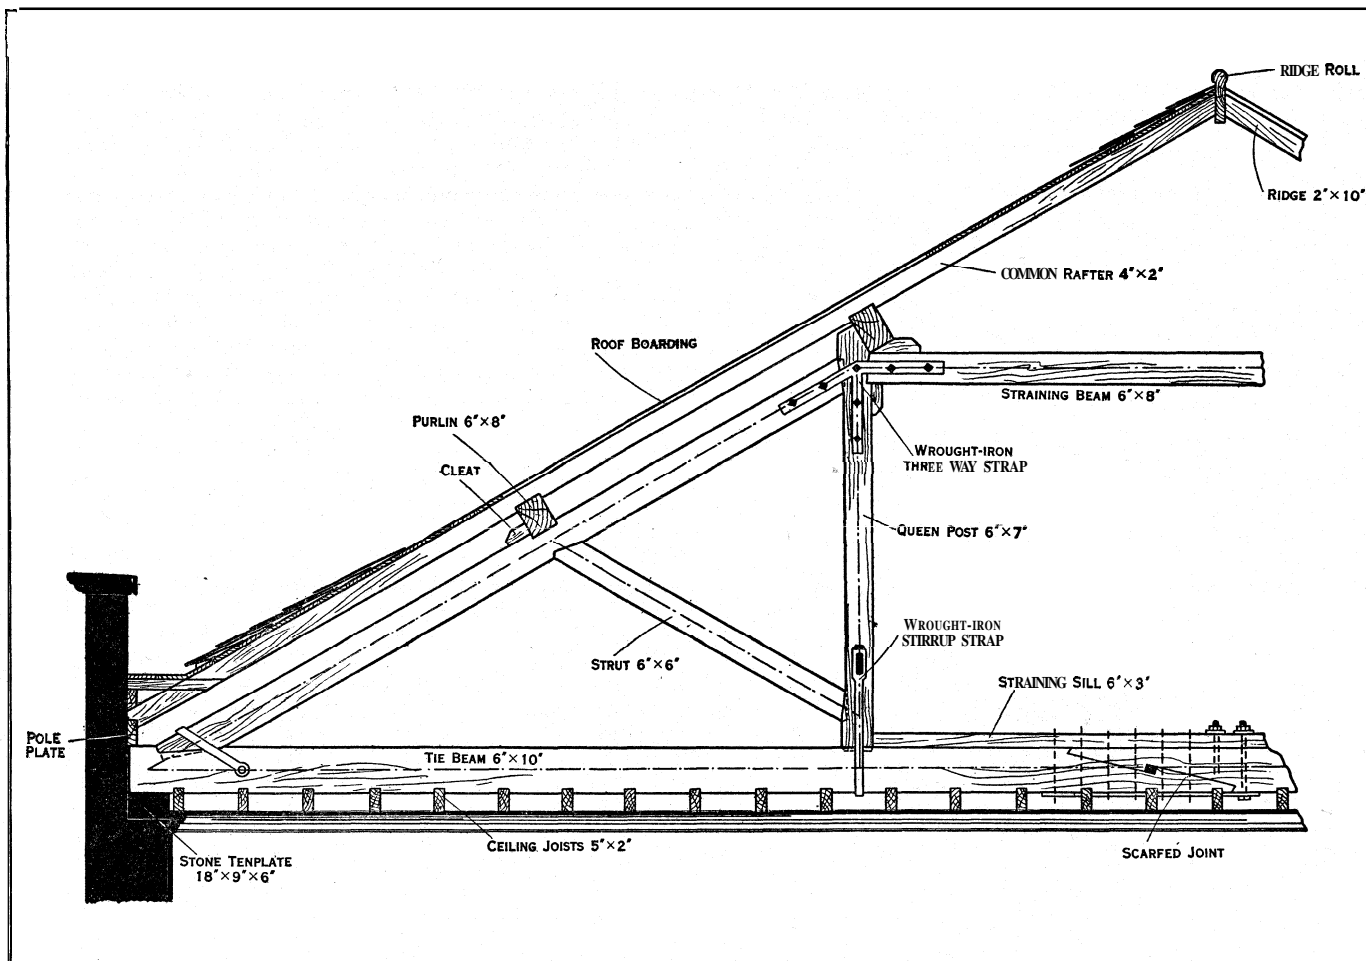 RIDGE ROLL
RIDGE 2"×10"
COMMON RAFTER 4"×2"
ROOF BOARDING
STRAINING BEAM 6"×8"
PURLIN 6"×8"
WROUGHT-IRON
THREE WAY STRAP
CLEAT
QUEEN POST 6"×7"
WROUGHT-IRON
STIRRUP STRAP
STRUT 6"×6"
STRAINING SILL 6"×3"
POLE
PLATE
TIE BEAM 6"×10"
CEILING JOISTS 5"×2"
SCARFED JOINT
STONE TENPLATE
18"×9"×6"